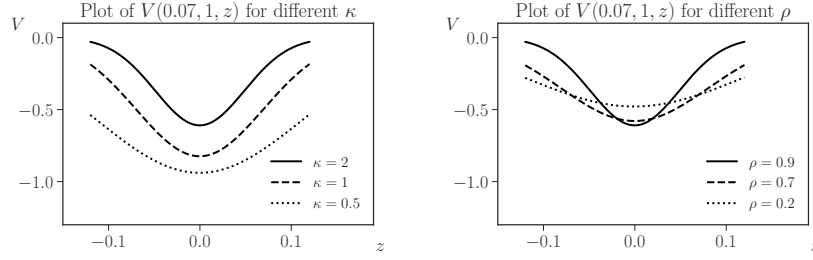 Plot of V(0.07, 1, z) for different κ
V
0.0
−0.5
−1.0
κ = 2
κ = 1
κ = 0.5
−0.1
0.0
0.1
z
Plot of V(0.07, 1, z) for different ρ
V
0.0
−0.5
−1.0
ρ = 0.9
ρ = 0.7
ρ = 0.2
−0.1
0.0
0.1